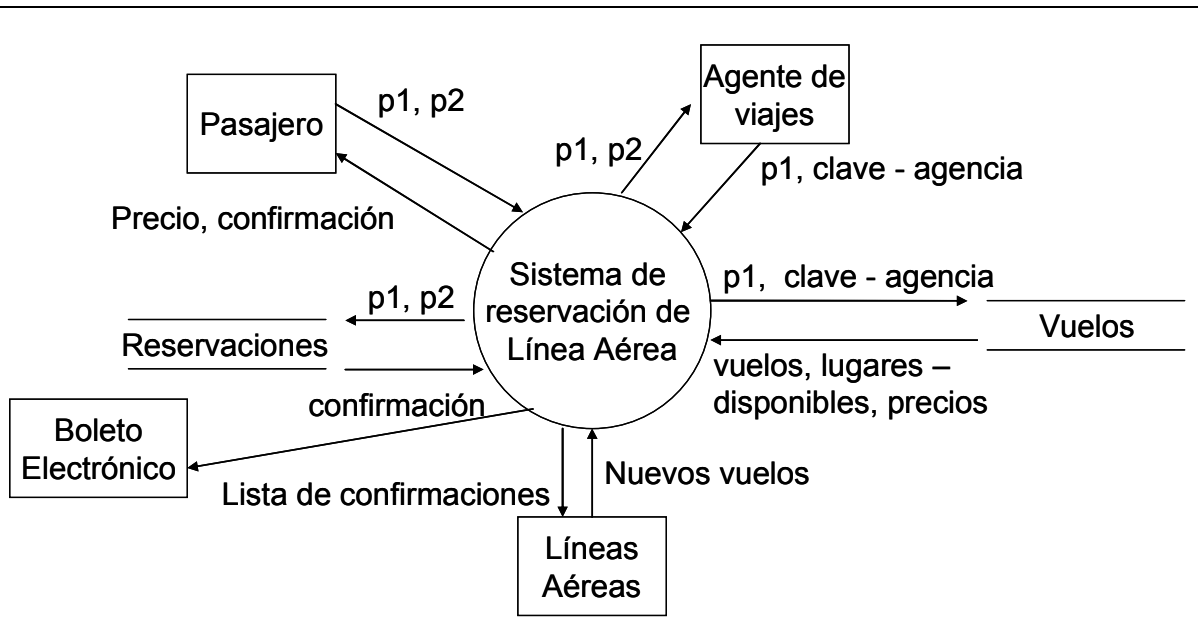 Pasajero
p1, p2
Agente de
viajes
p1, p2
p1, clave - agencia
Precio, confirmación
Sistema de
reservación de
Línea Aérea
p1, clave - agencia
p1, p2
Vuelos
Reservaciones
vuelos, lugares –
disponibles, precios
confirmación
Boleto
Electrónico
Nuevos vuelos
Lista de confirmaciones
Líneas
Aéreas